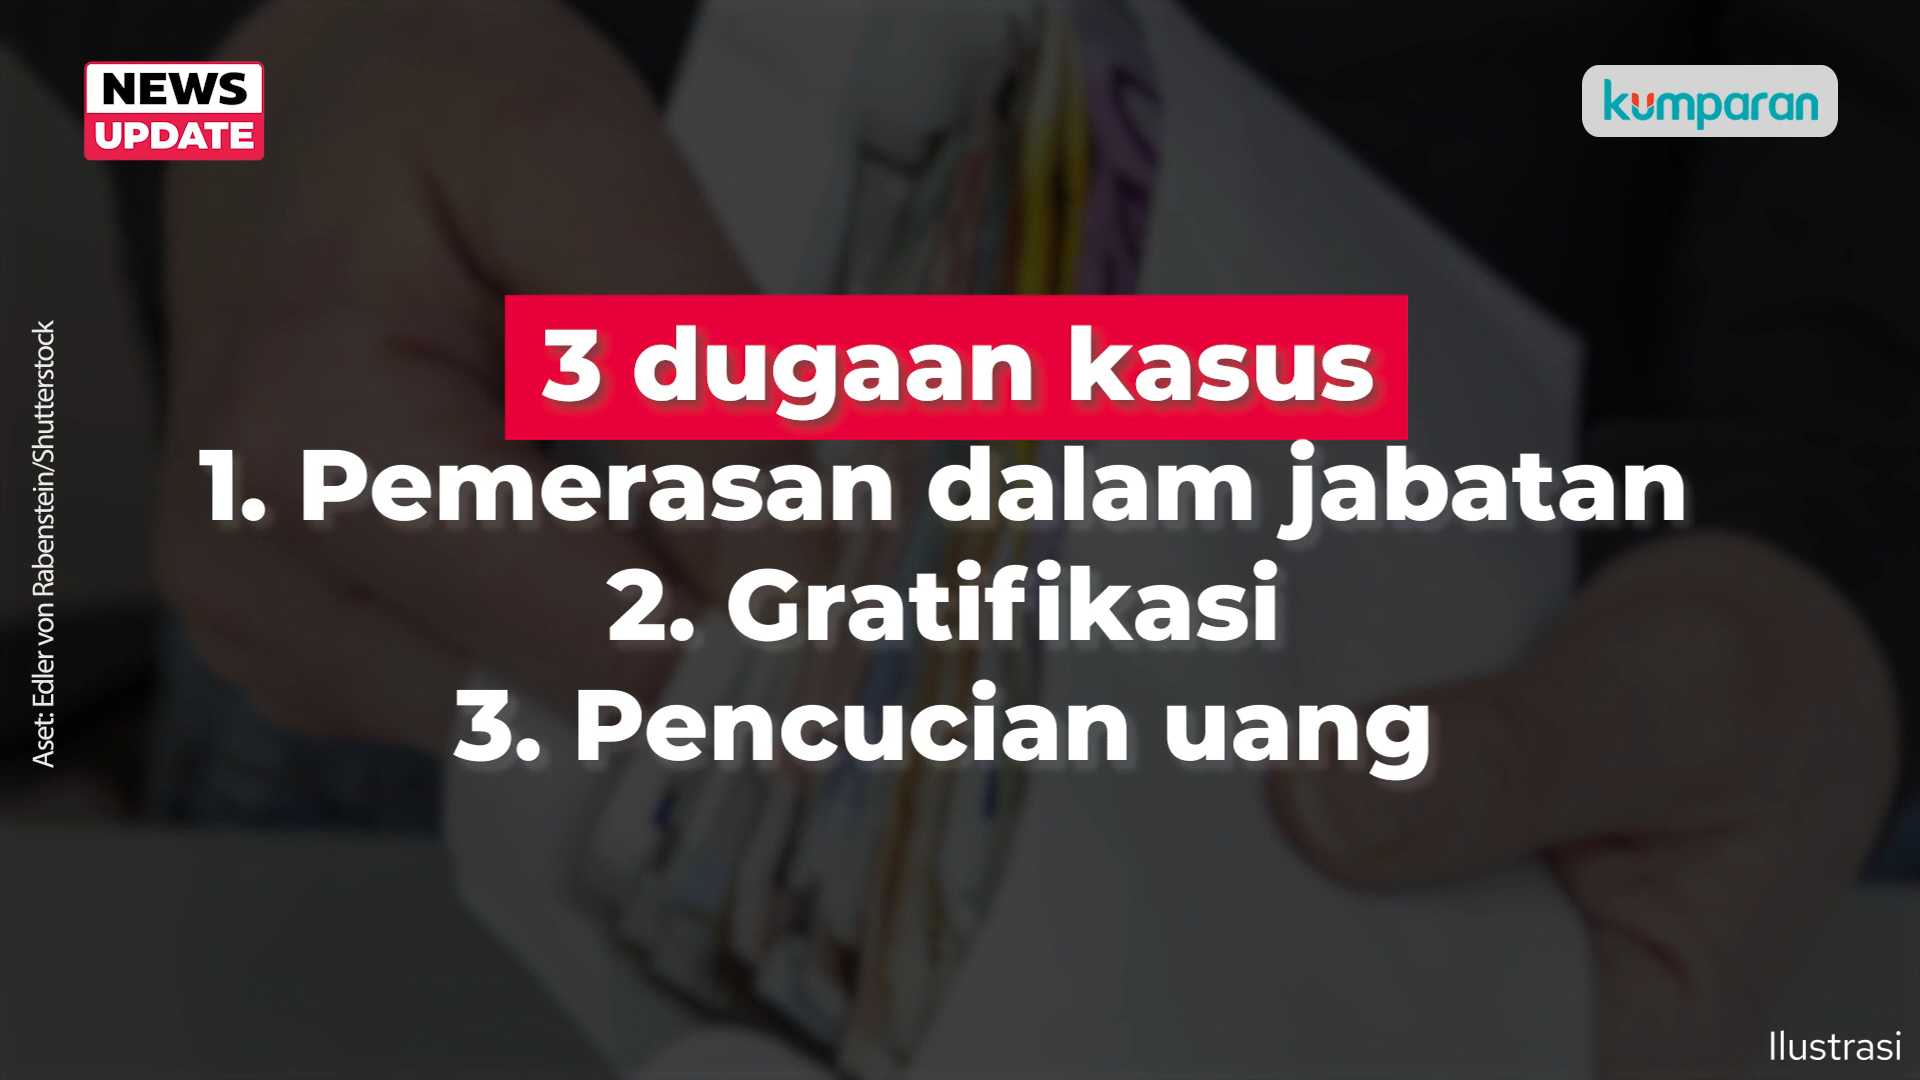 NEWS
UPDATE
kumparan
3 dugaan kasus
1. Pemerasan dalam jabatan
2. Gratifikasi
3. Pencucian uang
Aset: Edler von Rabenstein/Shutterstock
Ilustrasi